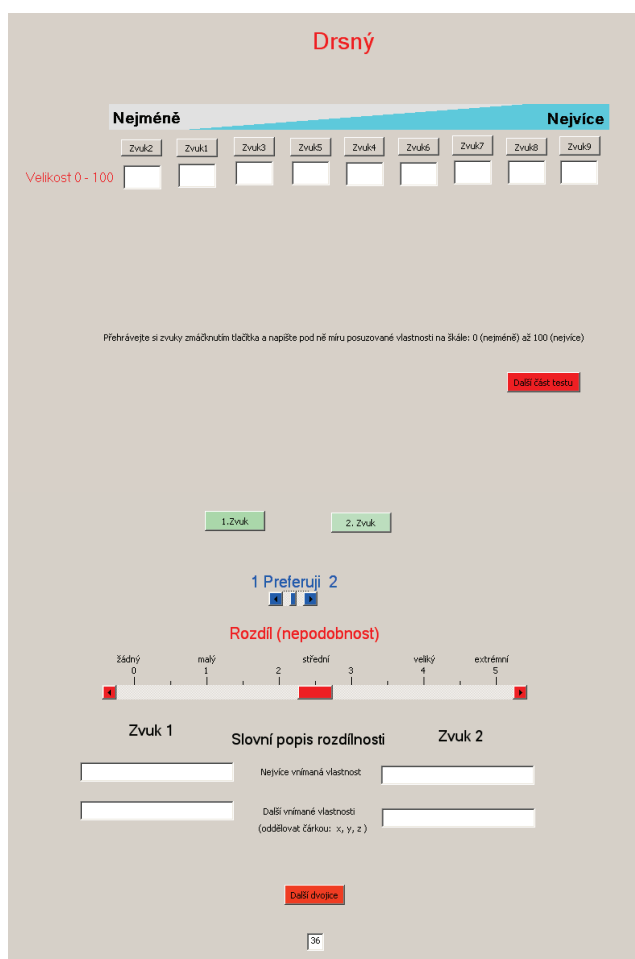 Drsný
Nejméně Nejvíce
Zvuk2 Zvuk1 Zvuk3 Zvuk5 Zvuk4 Zvuk6 Zvuk7 Zvuk8 Zvuk9
Velikost 0 - 100
Přehrávejte si zvuky zmáčknutím tlačítka a napište pod ně míru posuzované vlastnosti na škále: 0 (nejméně) až 100 (nejvíce)
Další část testu
1.Zvuk 2. Zvuk
1 Preferuji 2
Rozdíl (nepodobnost)
žádný malý střední veliký extrémní
0 1 2 3 4 5
Zvuk 1 Slovní popis rozdílnosti Zvuk 2
Nejvíce vnímaná vlastnost
Další vnímané vlastnosti
(oddělovat čárkou: x, y, z )
Další dvojice
36